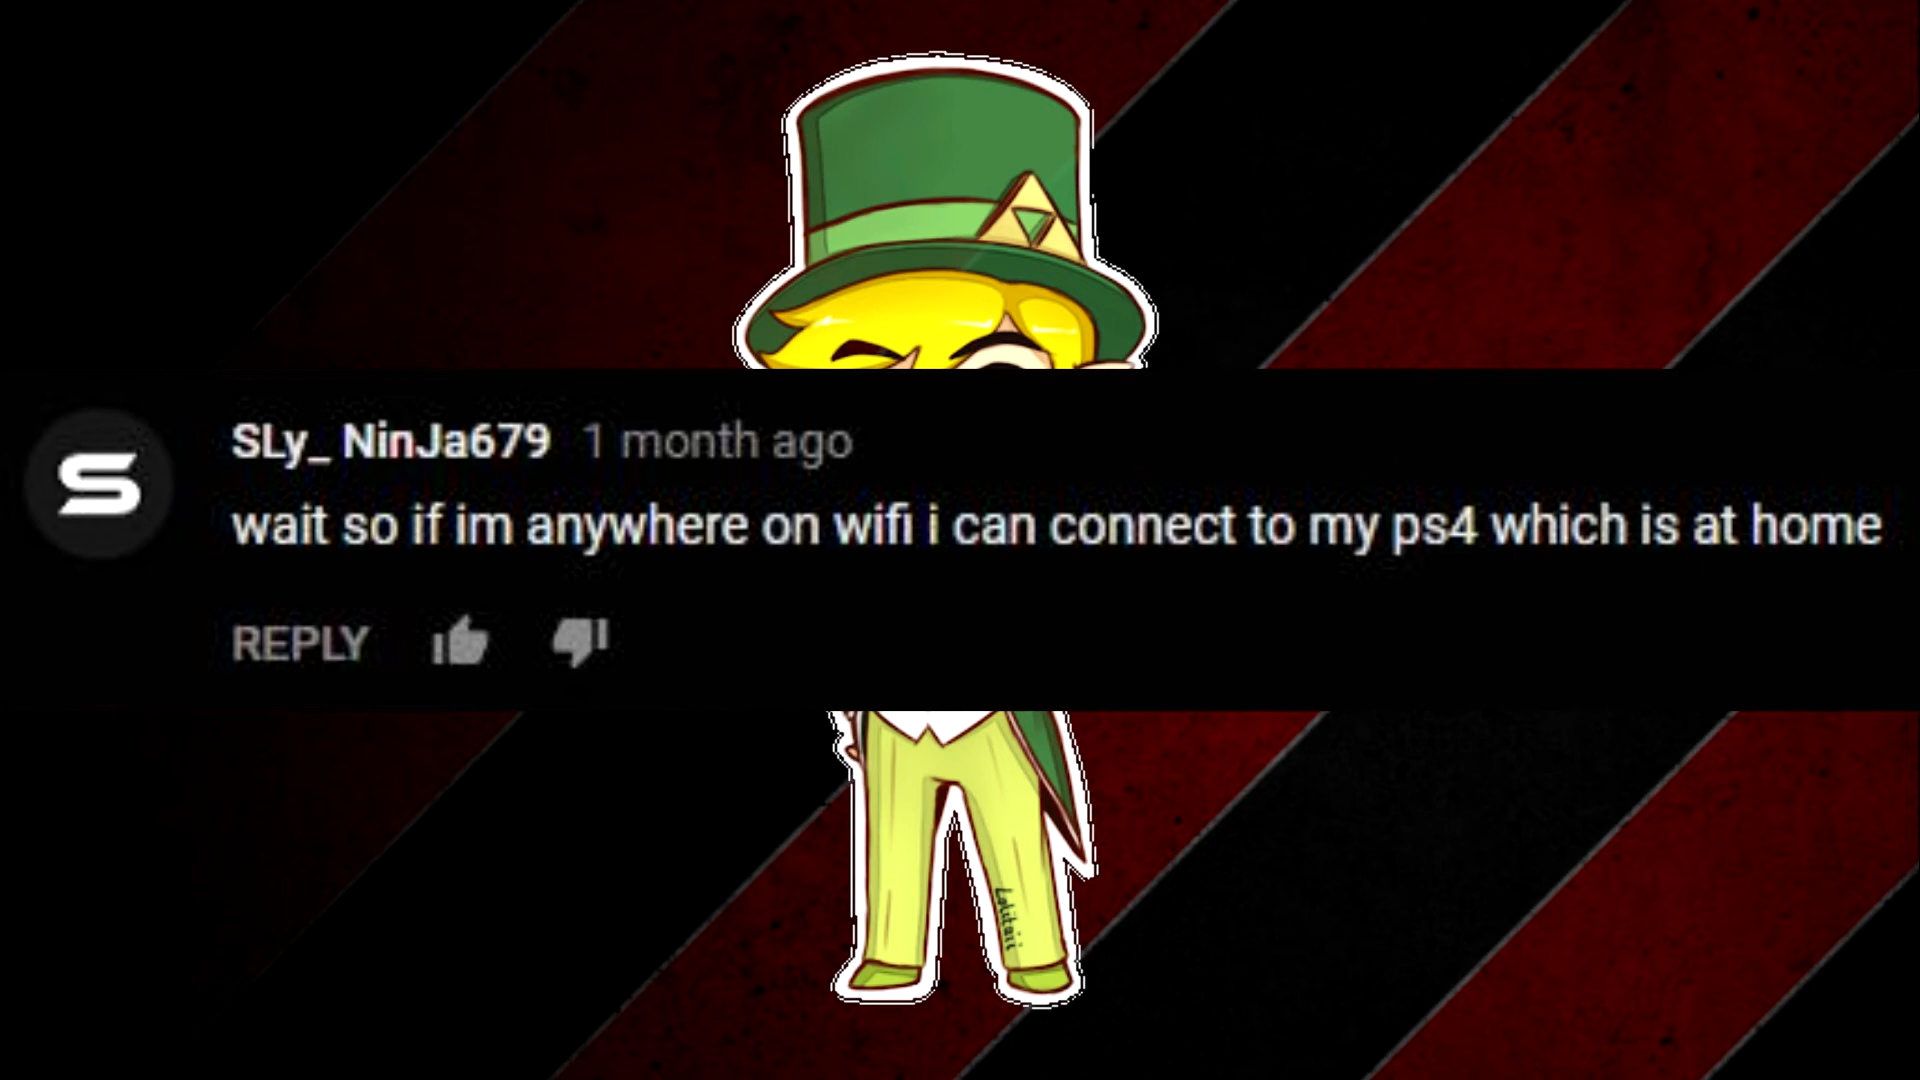 SLy_ NinJa679 1 month ago
wait so if im anywhere on wifi i can connect to my ps4 which is at home
REPLY
Lolitaii